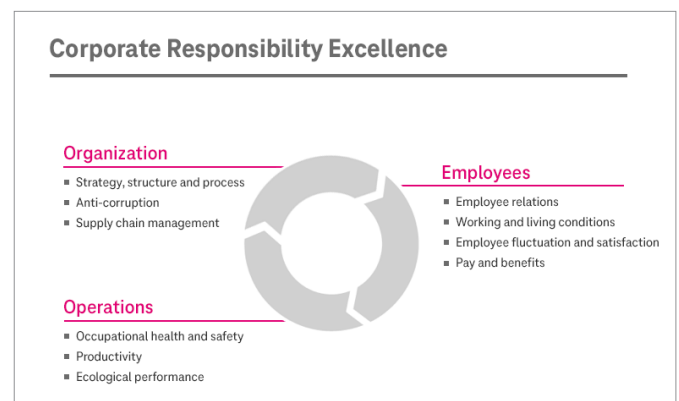 Corporate Responsibility Excellence
Organization
Strategy, structure and process
Anti-corruption
Supply chain management
Employees
Employee relations
Working and living conditions
Employee fluctuation and satisfaction
Pay and benefits
Operations
Occupational health and safety
Productivity
Ecological performance